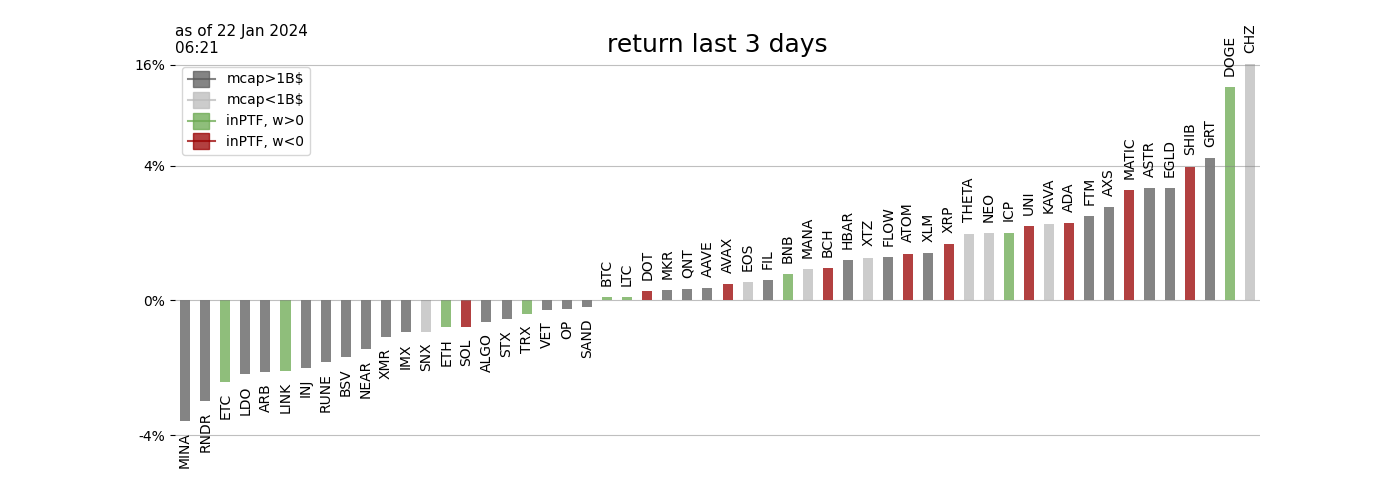 as of 22 Jan 2024
06:21
return last 3 days
16%
4%
0%
-4%
mcap>1B$
mcap<1B$
inPTF, w>0
inPTF, w<0
MINA
RNDR
ETC
LDO
ARB
LINK
INJ
RUNE
BSV
NEAR
XMR
IMX
SNX
ETH
SOL
ALGO
STX
TRX
VET
OP
SAND
BTC
LTC
DOT
MKR
QNT
AAVE
AVAX
EOS
FIL
BNB
MANA
BCH
HBAR
XTZ
FLOW
ATOM
XLM
XRP
THETA
NEO
ICP
UNI
KAVA
ADA
FTM
AXS
MATIC
ASTR
EGLD
SHIB
GRT
DOGE
CHZ